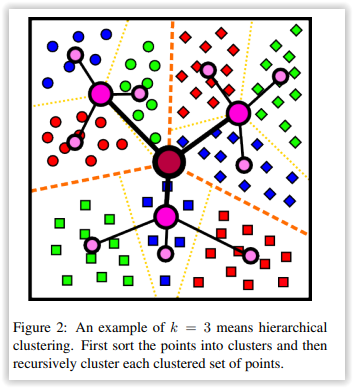 Figure 2: An example of k = 3 means hierarchical
clustering. First sort the points into clusters and then
recursively cluster each clustered set of points.